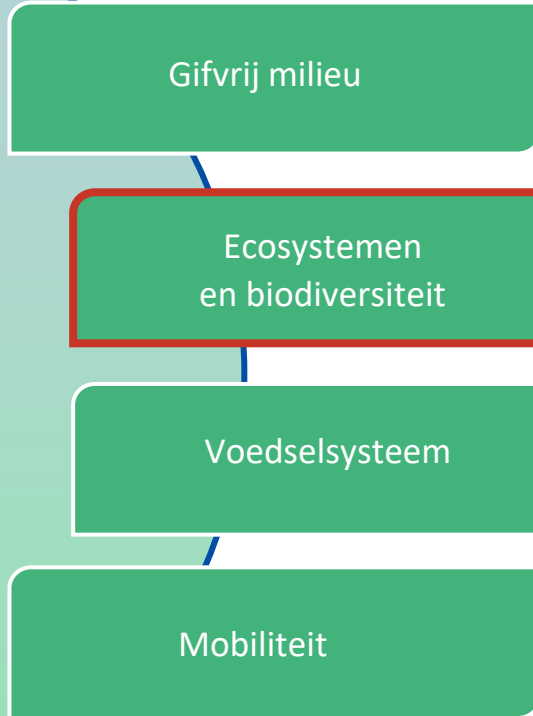 Gifvrij milieu
Ecosystemen
en biodiversiteit
Voedselsysteem
Mobiliteit